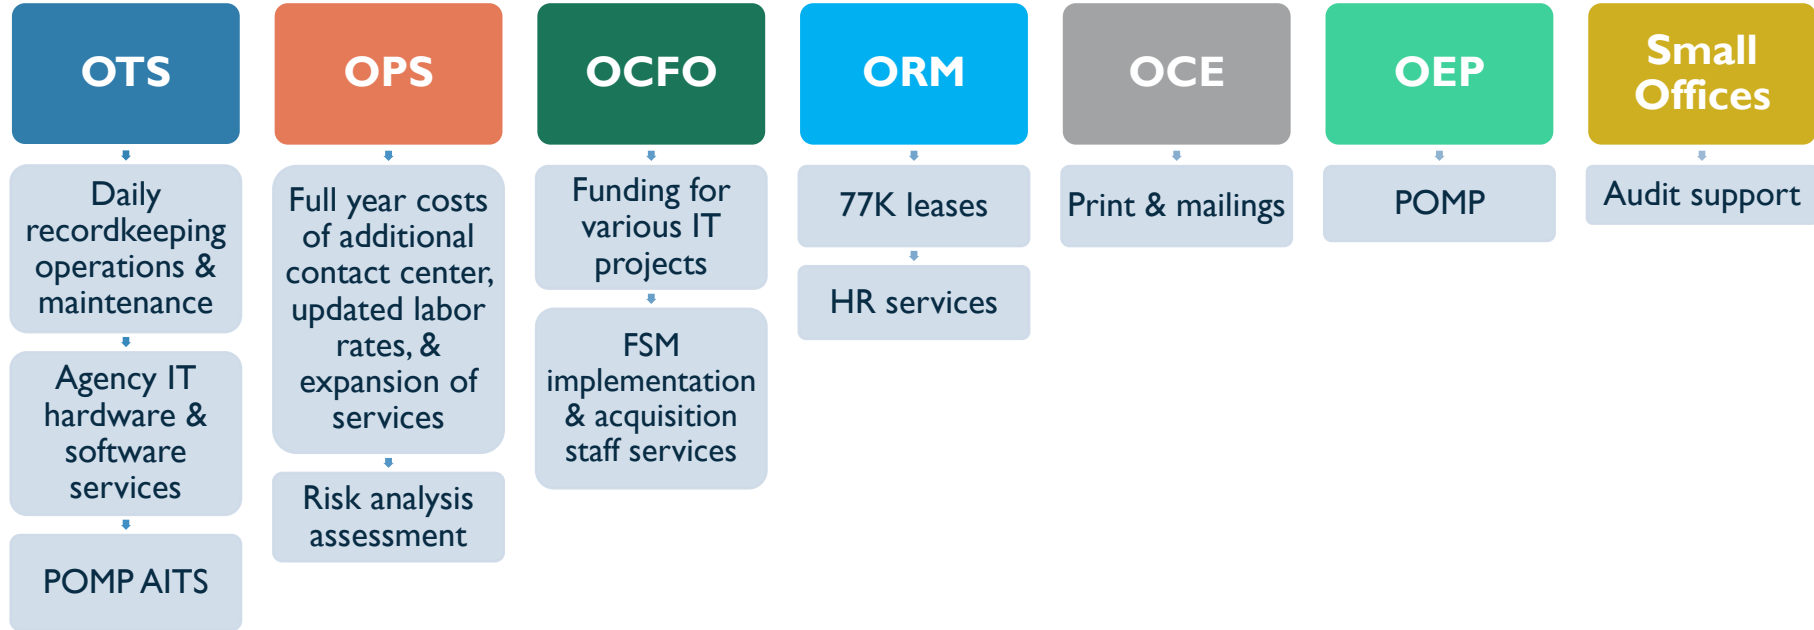 OTS
Daily
recordkeeping
operations &
maintenance
Agency IT
hardware &
software
services
POMP AITS
OPS
Full year costs
of additional
contact center,
updated labor
rates, &
expansion of
services
Risk analysis
assessment
OCFO
Funding for
various IT
projects
FSM
implementation
& acquisition
staff services
ORM
77K leases
HR services
OCE
Print & mailings
OEP
POMP
Small
Offices
Audit support